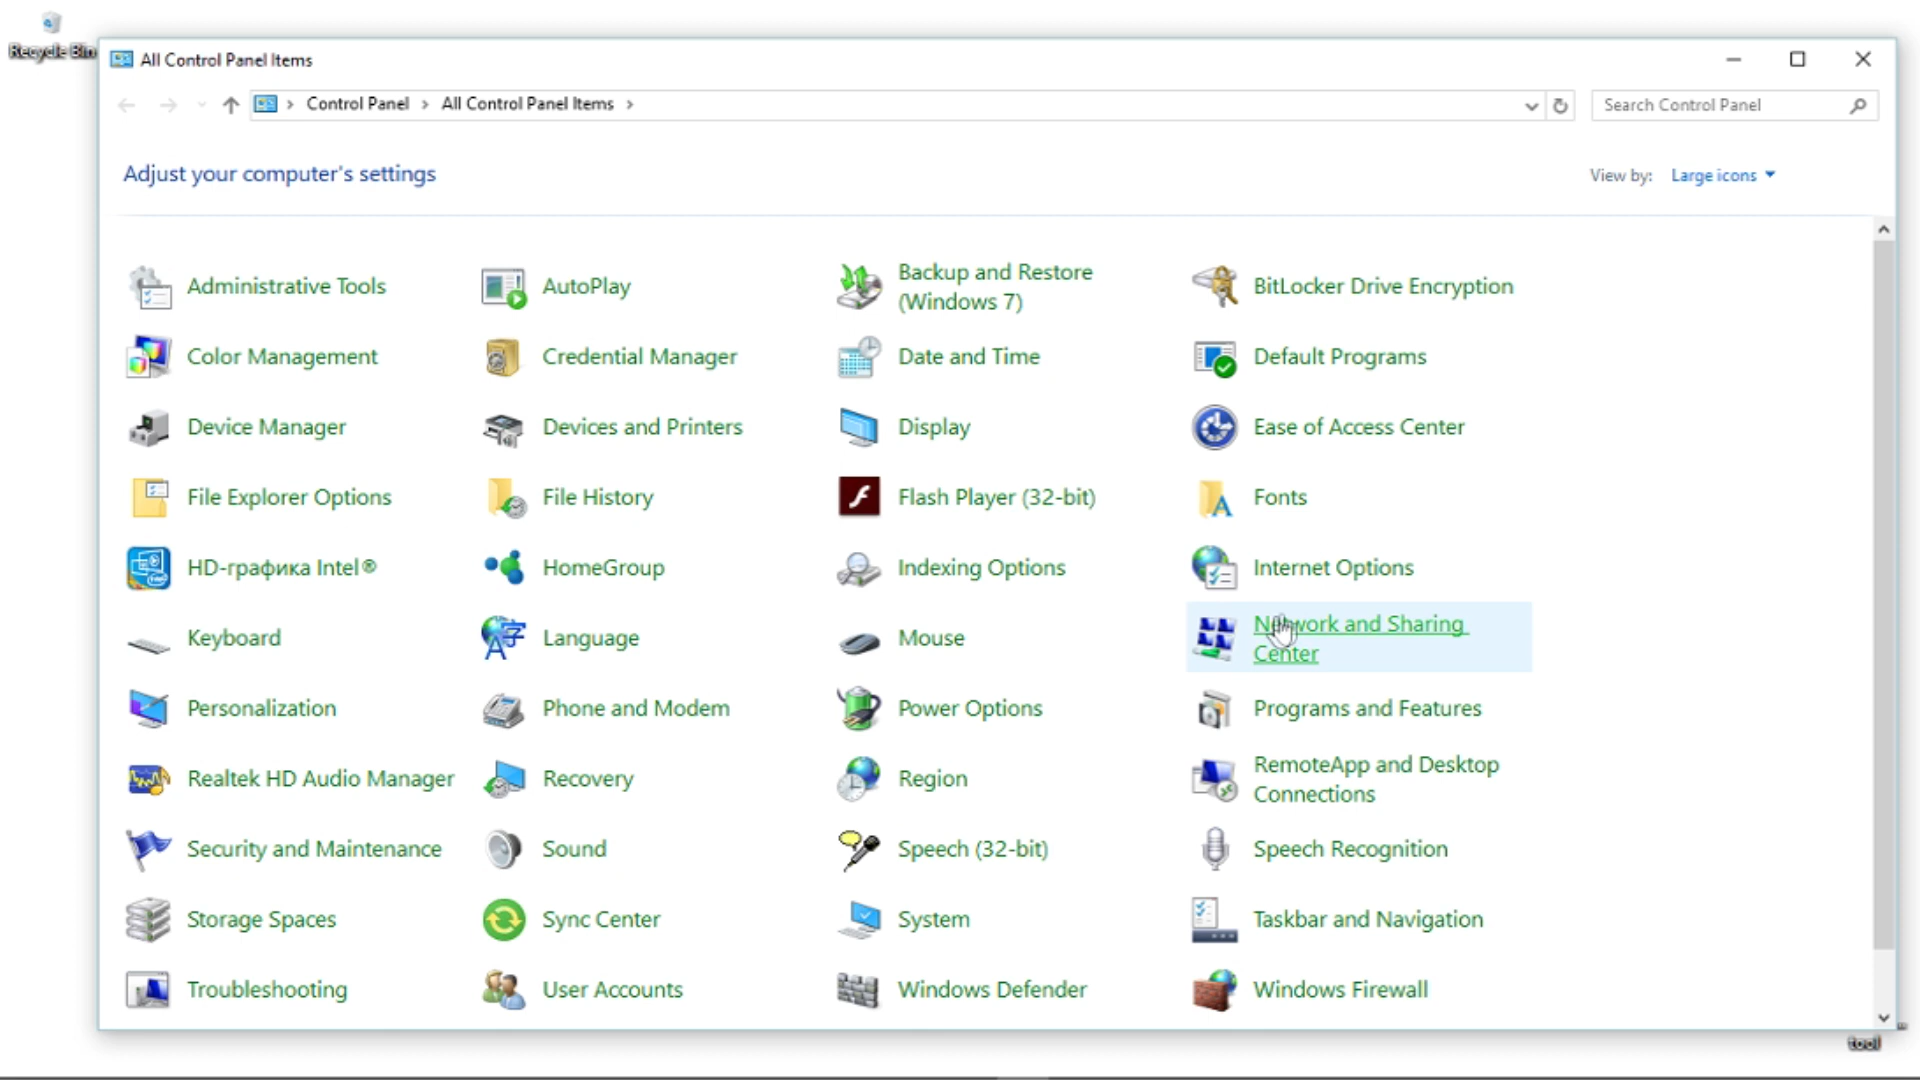 Recycle Bin
All Control Panel Items
Control Panel
All Control Panel Items
Search Control Panel
Adjust your computer's settings
View by: Large icons
Administrative Tools
AutoPlay
Backup and Restore
(Windows 7)
BitLocker Drive Encryption
Color Management
Credential Manager
Date and Time
Default Programs
Device Manager
Devices and Printers
Display
Ease of Access Center
File Explorer Options
File History
Flash Player (32-bit)
Fonts
HD-графика Intel®
HomeGroup
Indexing Options
Internet Options
Keyboard
Language
Mouse
Network and Sharing
Center
Personalization
Phone and Modem
Power Options
Programs and Features
Realtek HD Audio Manager
Recovery
Region
RemoteApp and Desktop
Connections
Security and Maintenance
Sound
Speech (32-bit)
Speech Recognition
Storage Spaces
Sync Center
System
Taskbar and Navigation
Troubleshooting
User Accounts
Windows Defender
Windows Firewall
tool